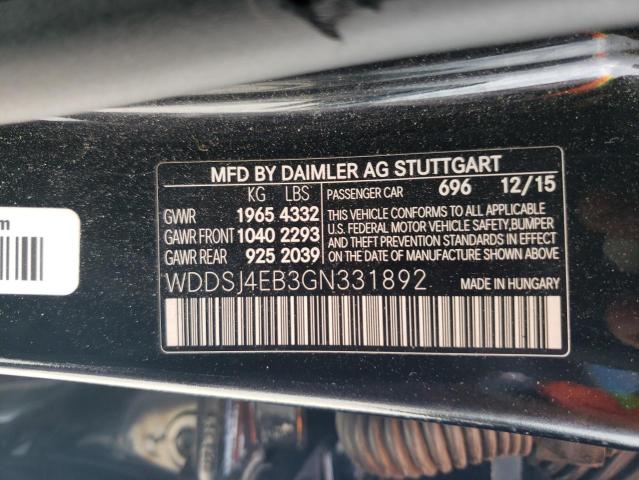 MFD BY DAIMLER AG STUTTGART
KG LBS PASSENGER CAR 696 12/15
GVWR 1965 4332
GAWR FRONT 1040 2293
GAWR REAR 925 2039
THIS VEHICLE CONFORMS TO ALL APPLICABLE
U.S. FEDERAL MOTOR VEHICLE SAFETY, BUMPER
AND THEFT PREVENTION STANDARDS IN EFFECT
ON DATE OF MANUFACTURE SHOWN ABOVE.
WDDSJ4EB3GN331892 MADE IN HUNGARY
m